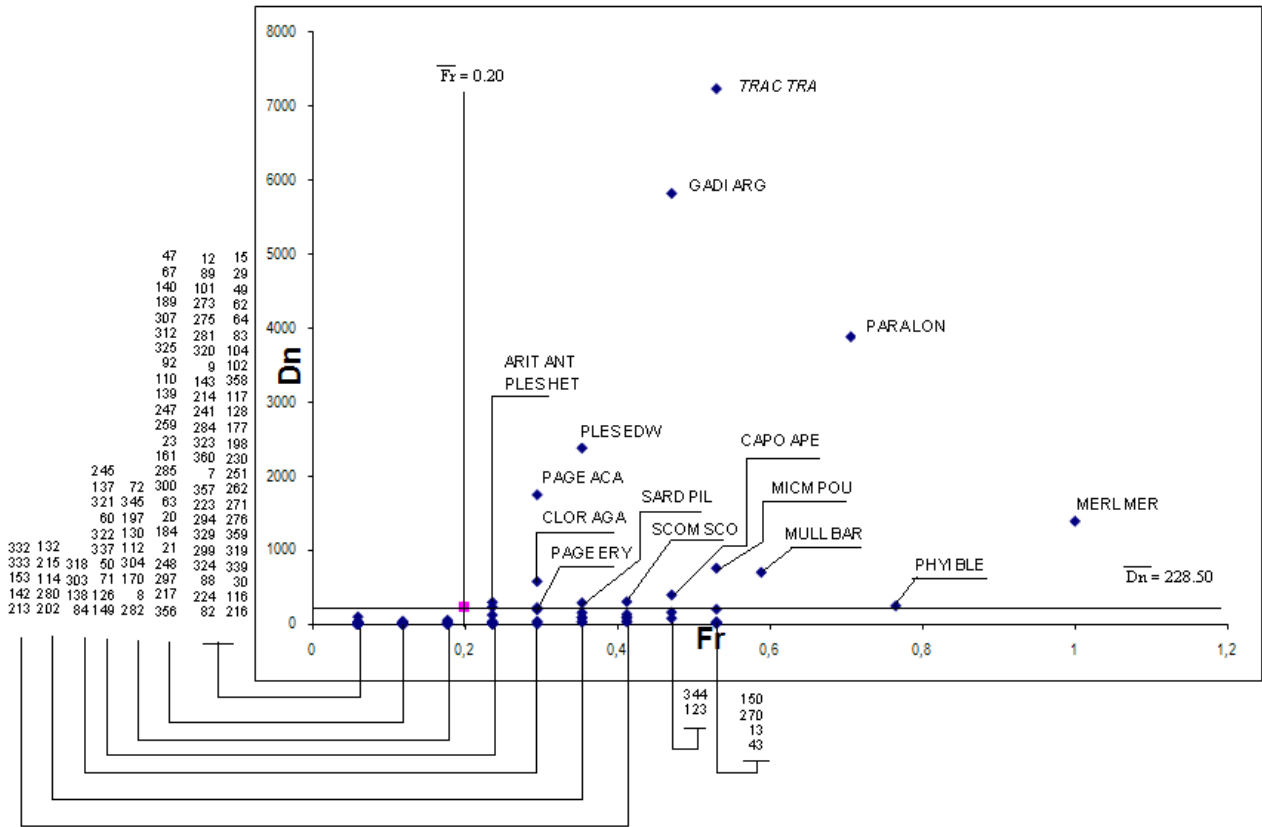 8000
Fr = 0.20
TRAC TRA
7000
6000
GADI ARG
5000
47 12 15
67 89 29
140 101 49
189 273 62
307 275 64
4000
312 281 83
PARALON
325 320 104
Dn
92 9 102
ARIT ANT
110 143 358
PLES HET
139 214 117
3000
247 241 128
259 284 177
PLES EDW
CAPO APE
23 323 198
161 360 230
245 285 7 251
2000
137 72 300 357 262
PAGE ACA
SARD PIL
MICM POU
321 346 63 223 271
MERL MER
60 197 20 294 276
CLOR AGA
SCOM SCO
MULL BAR
322 130 184 329 359
332 132 337 112 21 299 319
1000
PAGE ERY
PHYI BLE
333 215 318 50 304 248 324 339
153 114 303 71 170 297 88 30
Dn = 228.50
142 280 138 126 8 217 224 116
213 202 84 149 282 356 82 216
0
0 0,2 0,4 Fr 0,6 0,8 1 1,2
344
123
150
270
13
43